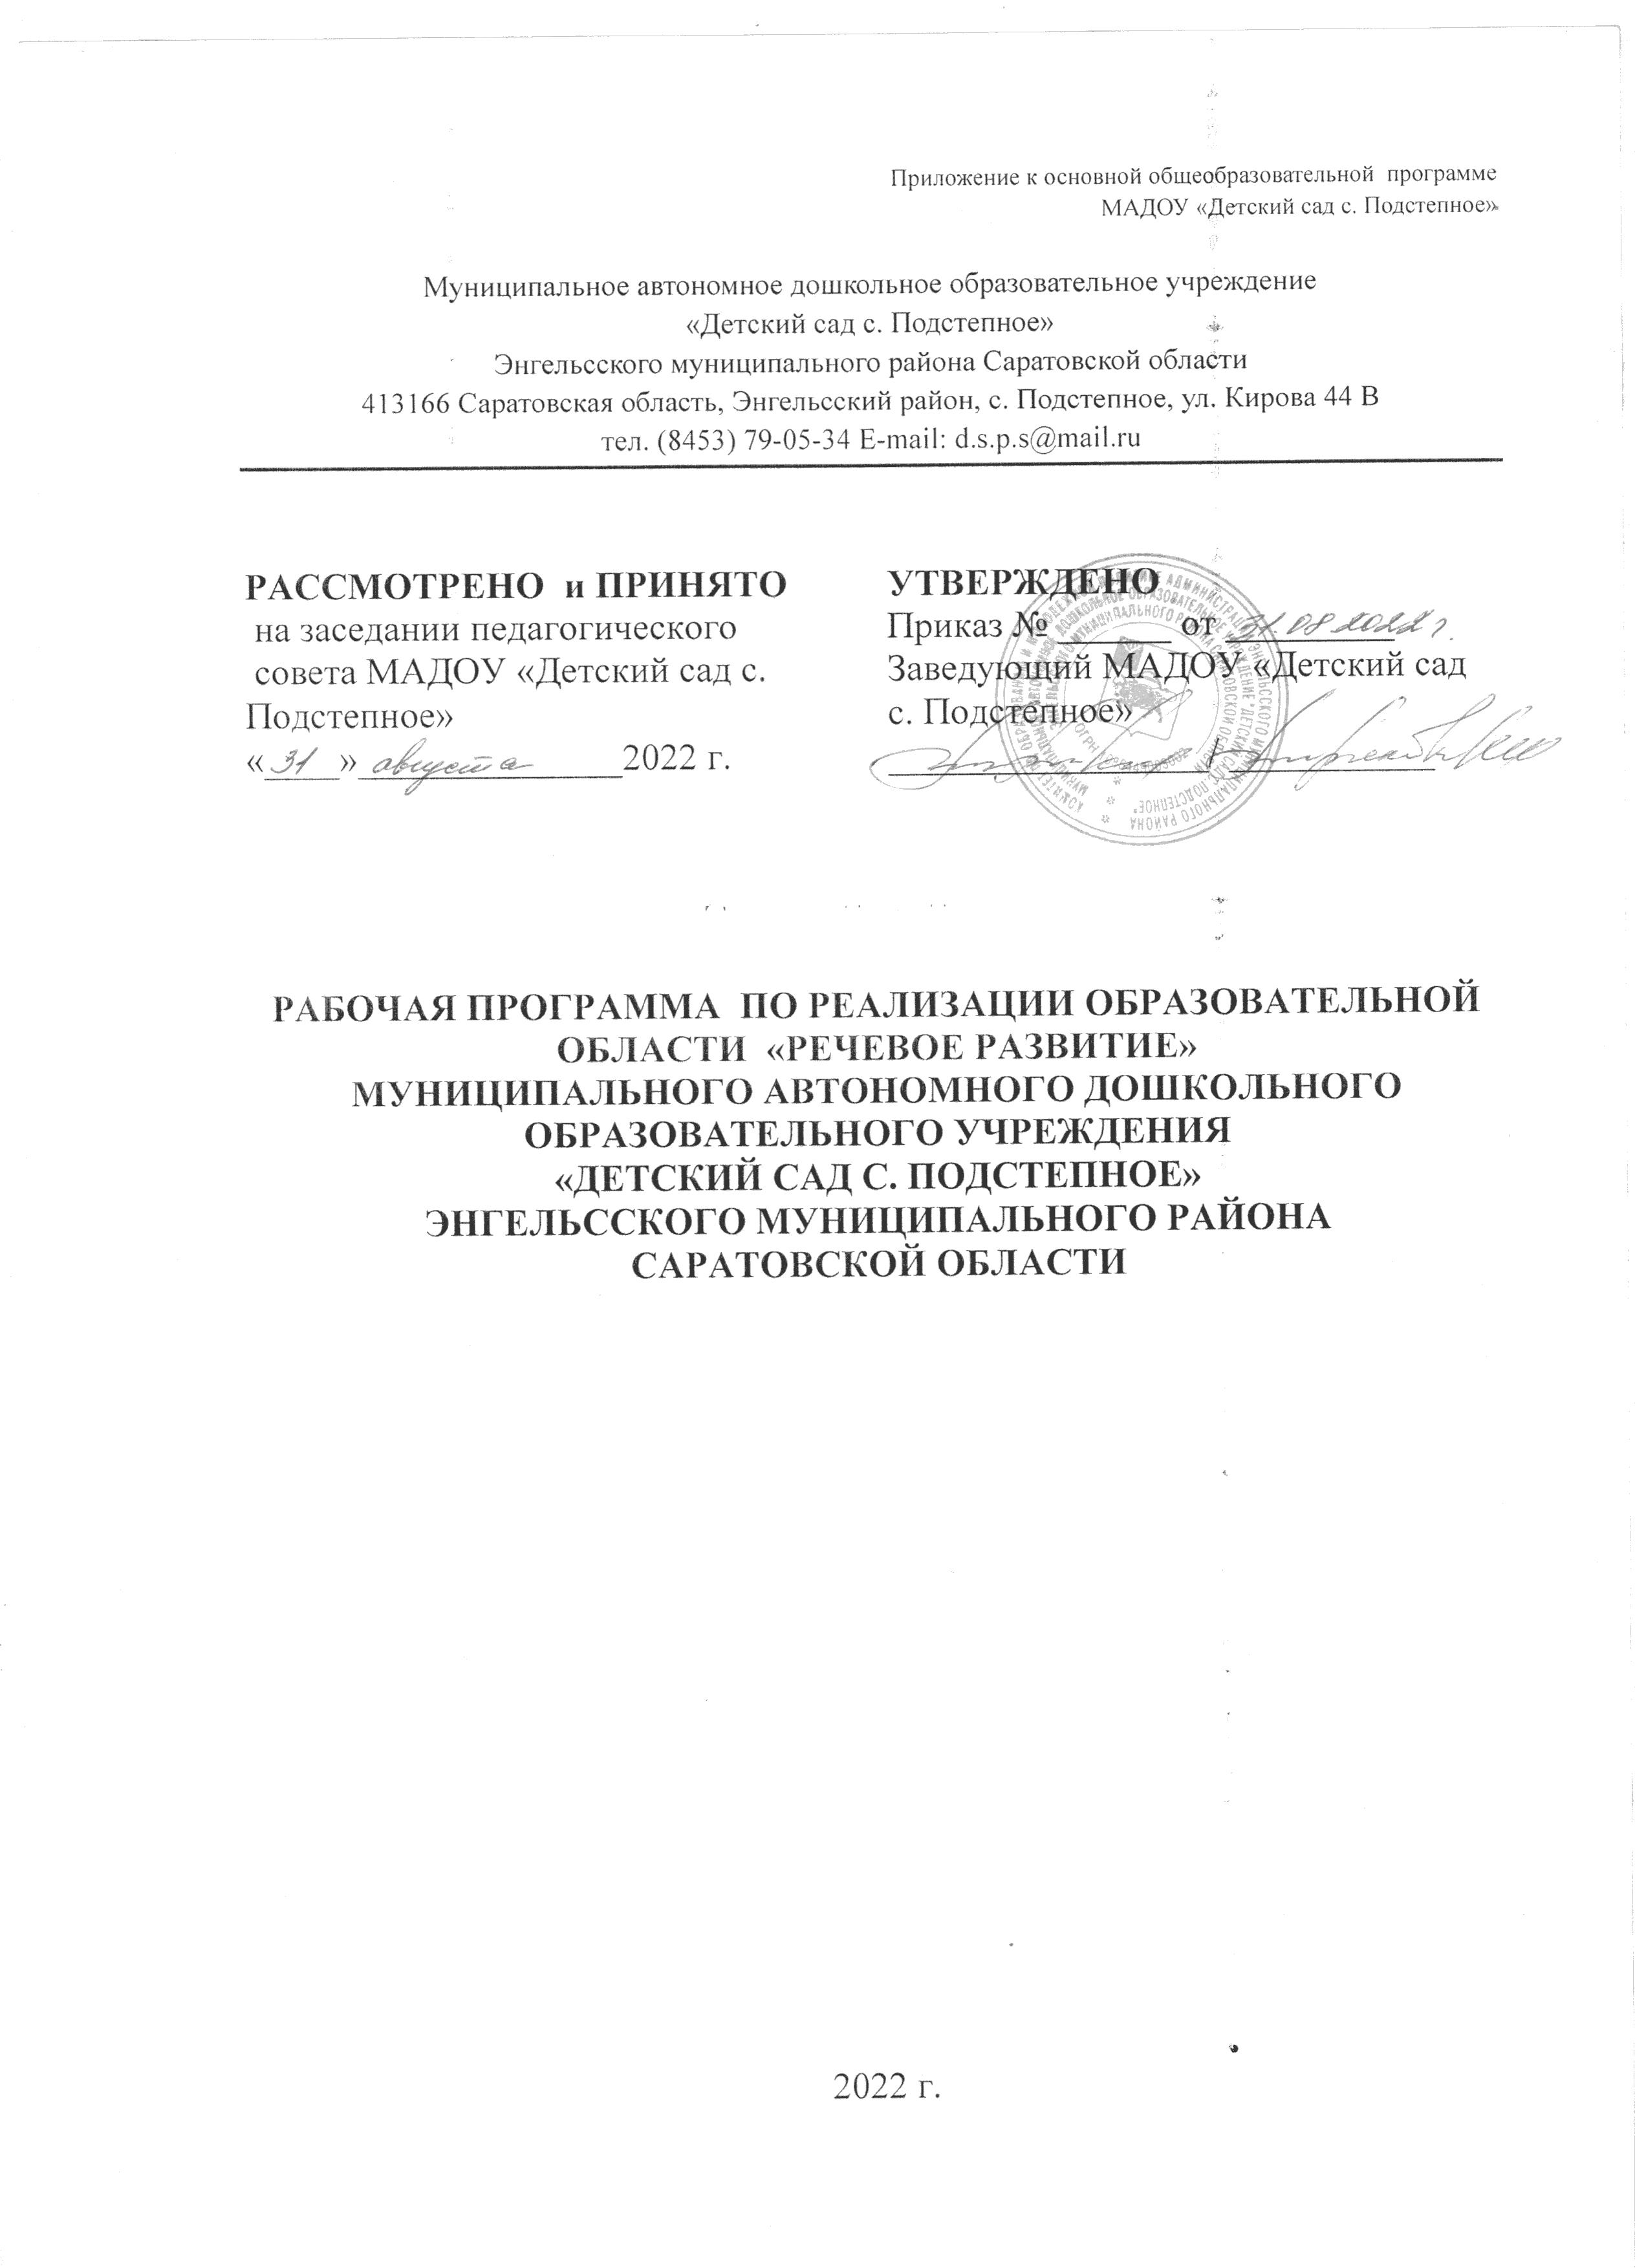 Приложение к основной общеобразовательной программе
МАДОУ «Детский сад с. Подстепное»
Муниципальное автономное дошкольное образовательное учреждение
«Детский сад с. Подстепное»
Энгельсского муниципального района Саратовской области
413166 Саратовская область, Энгельсский район, с. Подстепное, ул. Кирова 44 В
тел. (8453) 79-05-34 E-mail: d.s.p.s@mail.ru
РАССМОТРЕНО и ПРИНЯТО
на заседании педагогического
совета МАДОУ «Детский сад с.
Подстепное»
«31» августа 2022 г.
УТВЕРЖДЕНО
Приказ № ______ от 31.08.2022 г.
Заведующий МАДОУ «Детский сад
с. Подстепное»
РАБОЧАЯ ПРОГРАММА ПО РЕАЛИЗАЦИИ ОБРАЗОВАТЕЛЬНОЙ
ОБЛАСТИ «РЕЧЕВОЕ РАЗВИТИЕ»
МУНИЦИПАЛЬНОГО АВТОНОМНОГО ДОШКОЛЬНОГО
ОБРАЗОВАТЕЛЬНОГО УЧРЕЖДЕНИЯ
«ДЕТСКИЙ САД С. ПОДСТЕПНОЕ»
ЭНГЕЛЬССКОГО МУНИЦИПАЛЬНОГО РАЙОНА
САРАТОВСКОЙ ОБЛАСТИ
2022 г.